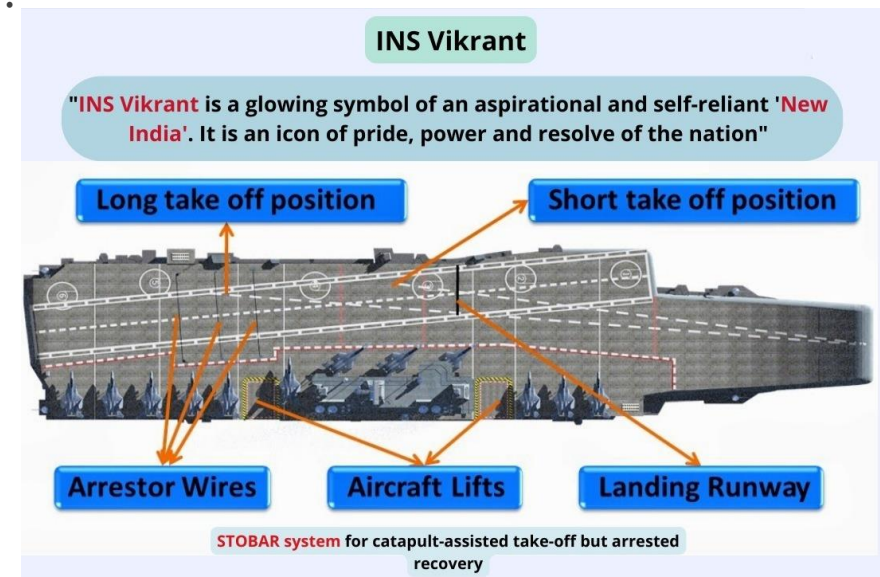 INS Vikrant
"INS Vikrant is a glowing symbol of an aspirational and self-reliant 'New
India'. It is an icon of pride, power and resolve of the nation"
Long take off position
Short take off position
Arrestor Wires
Aircraft Lifts
Landing Runway
STOBAR system for catapult-assisted take-off but arrested
recovery